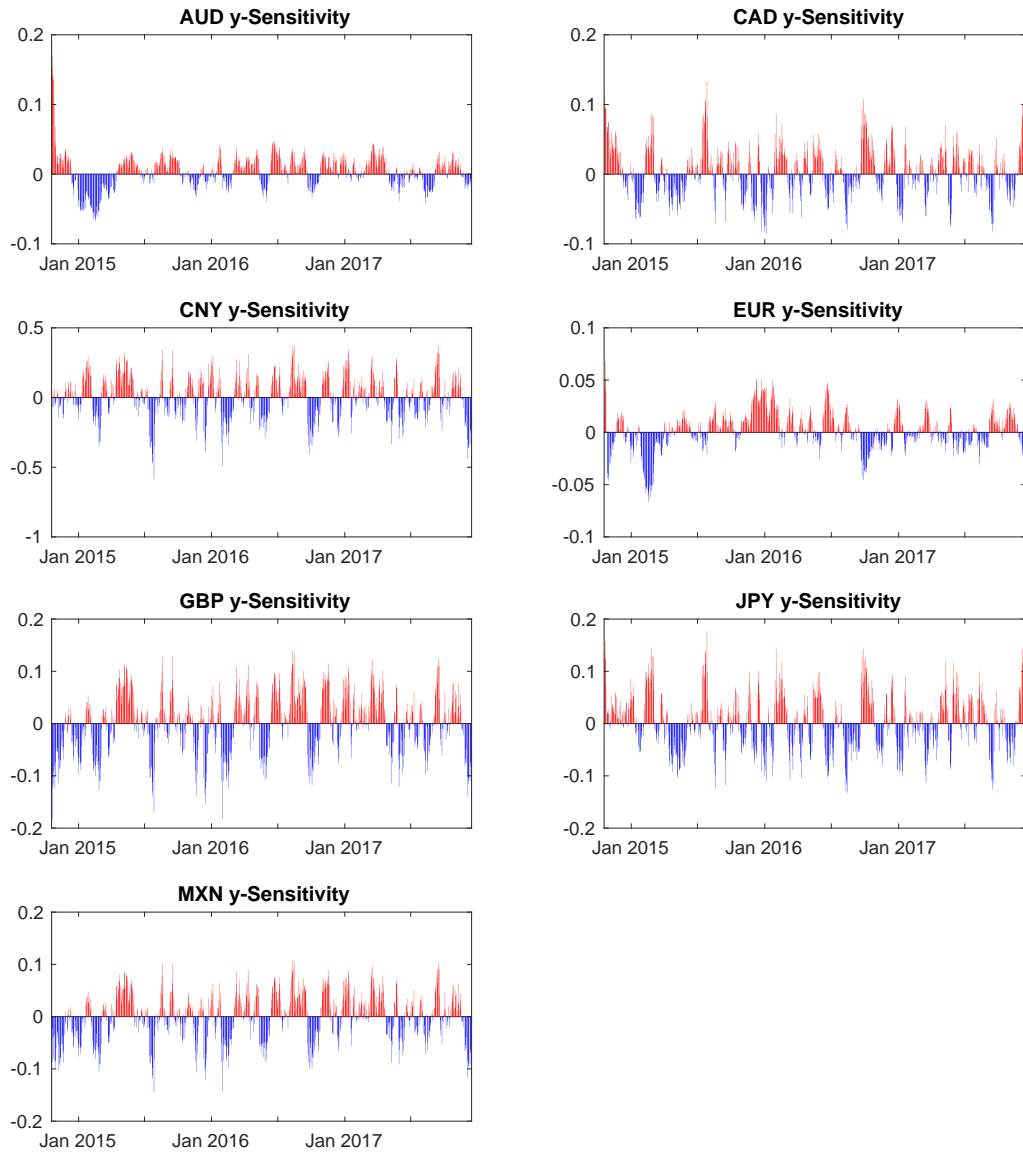 AUD y-Sensitivity
0.2
0.1
0
-0.1
Jan 2015 Jan 2016 Jan 2017
CAD y-Sensitivity
0.2
0.1
0
-0.1
Jan 2015 Jan 2016 Jan 2017
CNY y-Sensitivity
0.5
0
-0.5
-1
Jan 2015 Jan 2016 Jan 2017
EUR y-Sensitivity
0.1
0.05
0
-0.05
-0.1
Jan 2015 Jan 2016 Jan 2017
GBP y-Sensitivity
0.2
0.1
0
-0.1
-0.2
Jan 2015 Jan 2016 Jan 2017
JPY y-Sensitivity
0.2
0.1
0
-0.1
-0.2
Jan 2015 Jan 2016 Jan 2017
MXN y-Sensitivity
0.2
0.1
0
-0.1
-0.2
Jan 2015 Jan 2016 Jan 2017